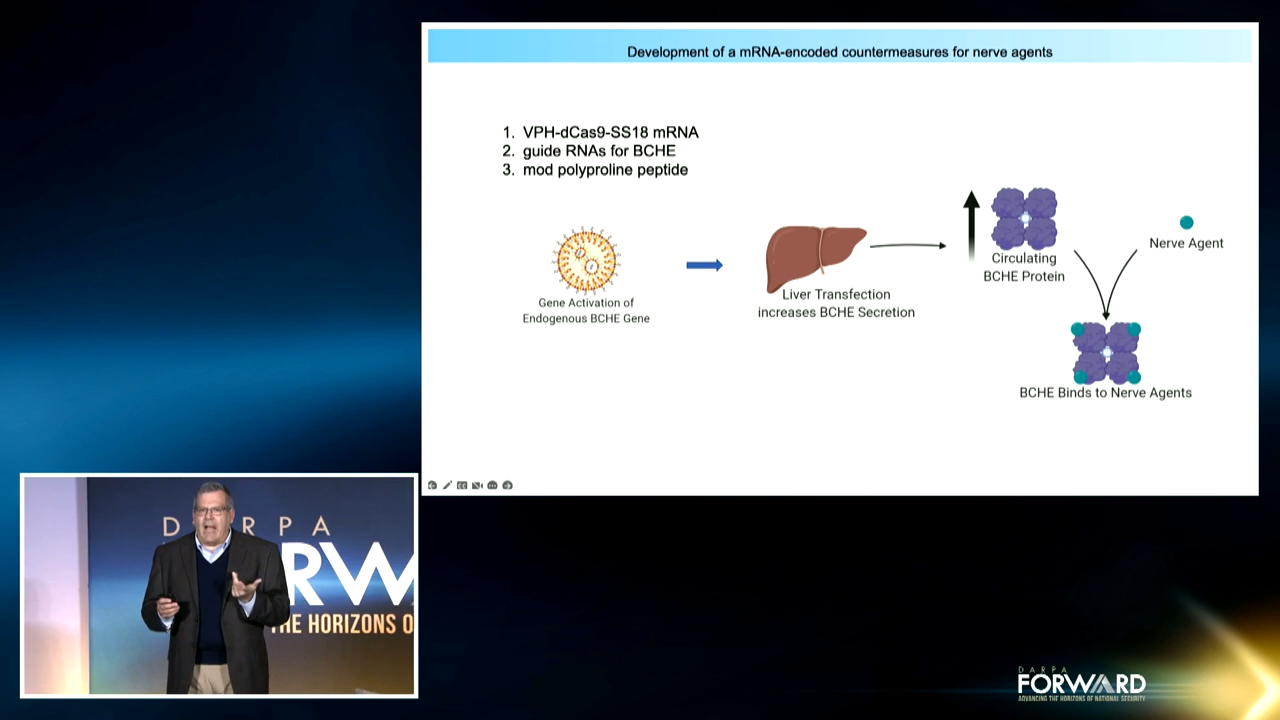 Development of a mRNA-encoded countermeasures for nerve agents
1. VPH-dCas9-SS18 mRNA
2. guide RNAs for BCHE
3. mod polyproline peptide
Gene Activation of
Endogenous BCHE Gene
Liver Transfection
increases BCHE Secretion
Circulating
BCHE Protein
Nerve Agent
BCHE Binds to Nerve Agents
D RPA
RWA
THE HORIZONS O
DARPA
FORWARD
ADVANCING THE HORIZONS OF NATIONAL SECURITY